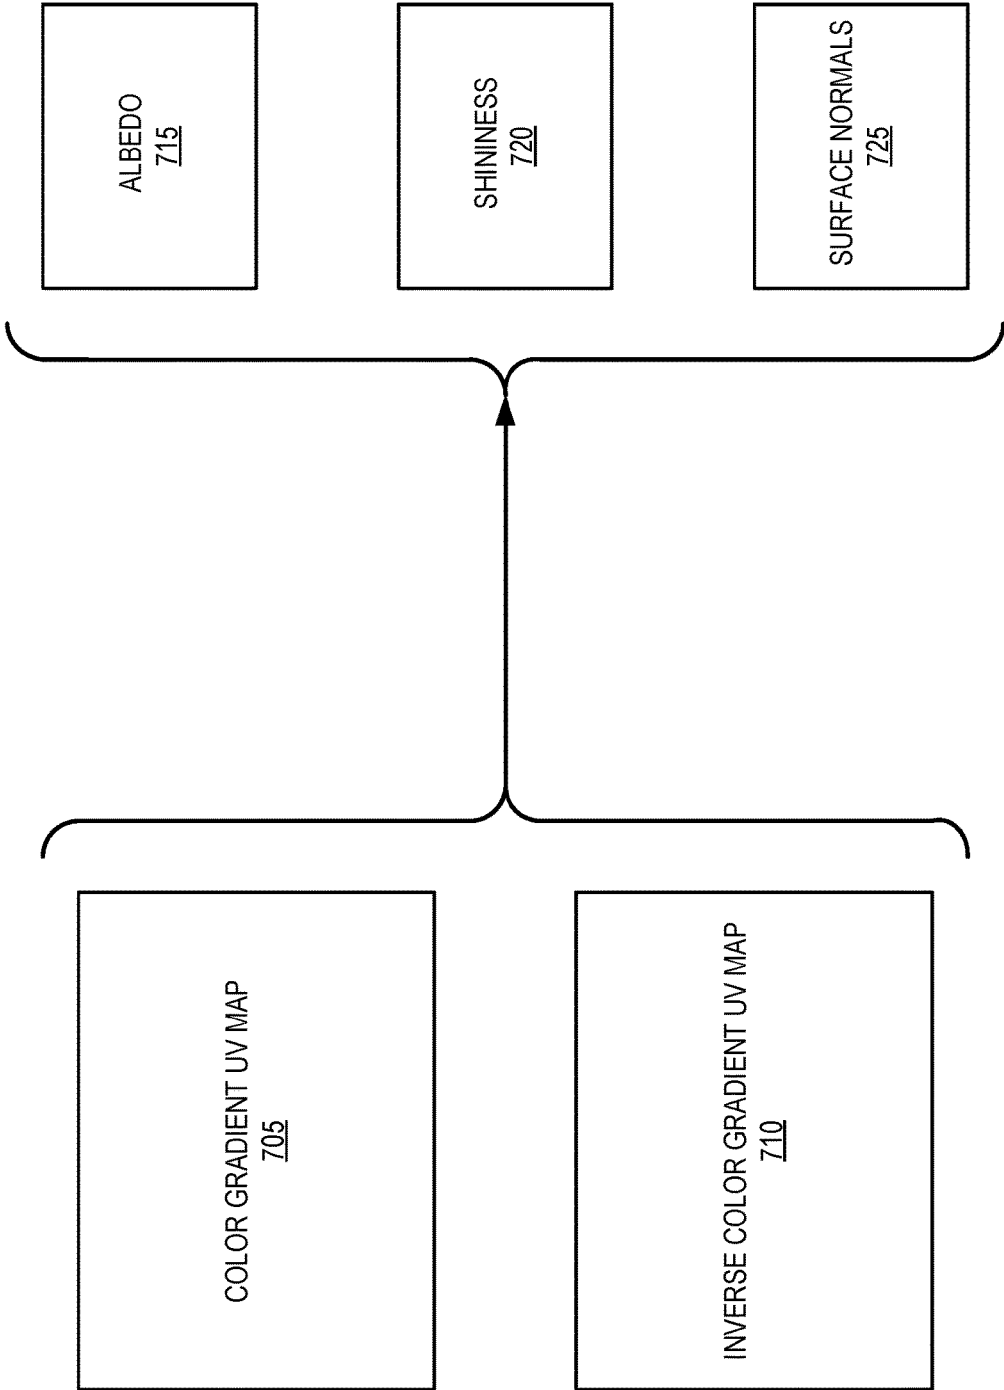 COLOR GRADIENT UV MAP
705
INVERSE COLOR GRADIENT UV MAP
710
ALBEDO
715
SHININESS
720
SURFACE NORMALS
725